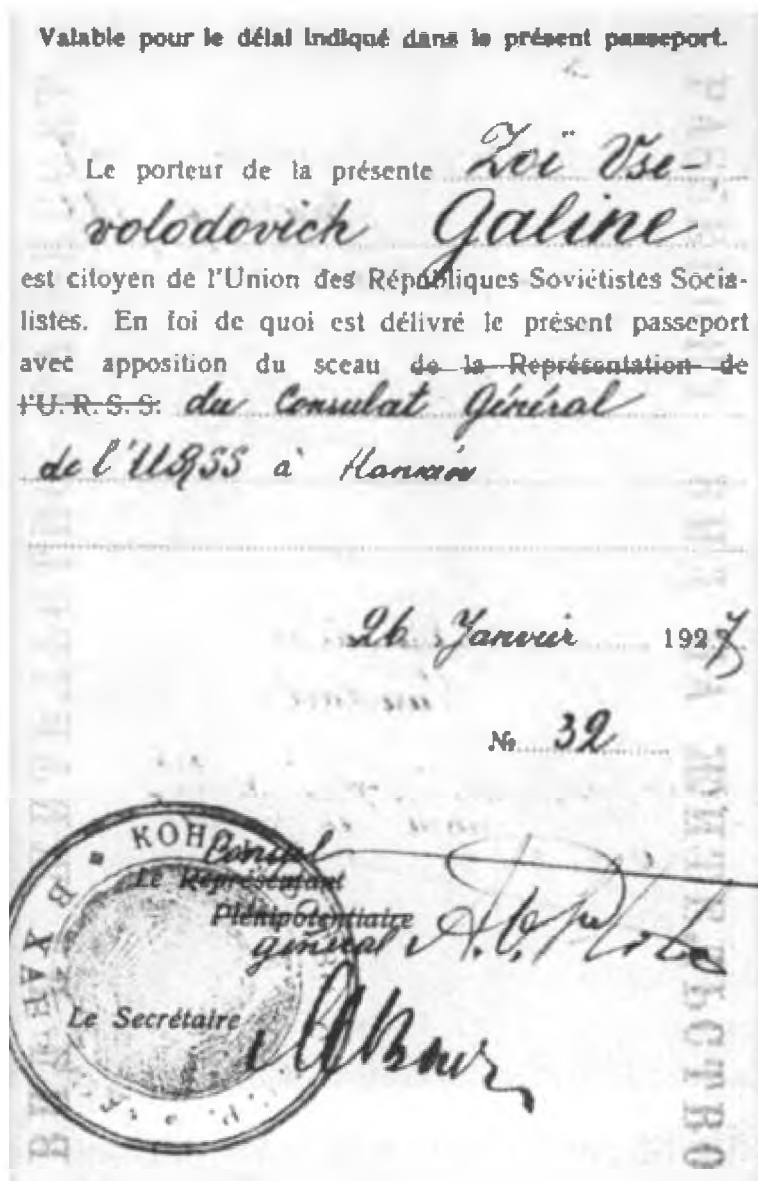 Valable pour le délai indiqué dans le présent passeport.
Le porteur de la présente Zoï Vse-
volodovich Galine
est citoyen de l'Union des Républiques Soviétistes Socia-
listes. En foi de quoi est délivré le présent passeport
avec apposition du sceau de la Représentation de
l'U.R.S.S. du Consulat Général
de l'URSS à
26 Janvier 1927
№ 32
Consul
Le Représentant
Plénipotentiaire
général
Le Secrétaire